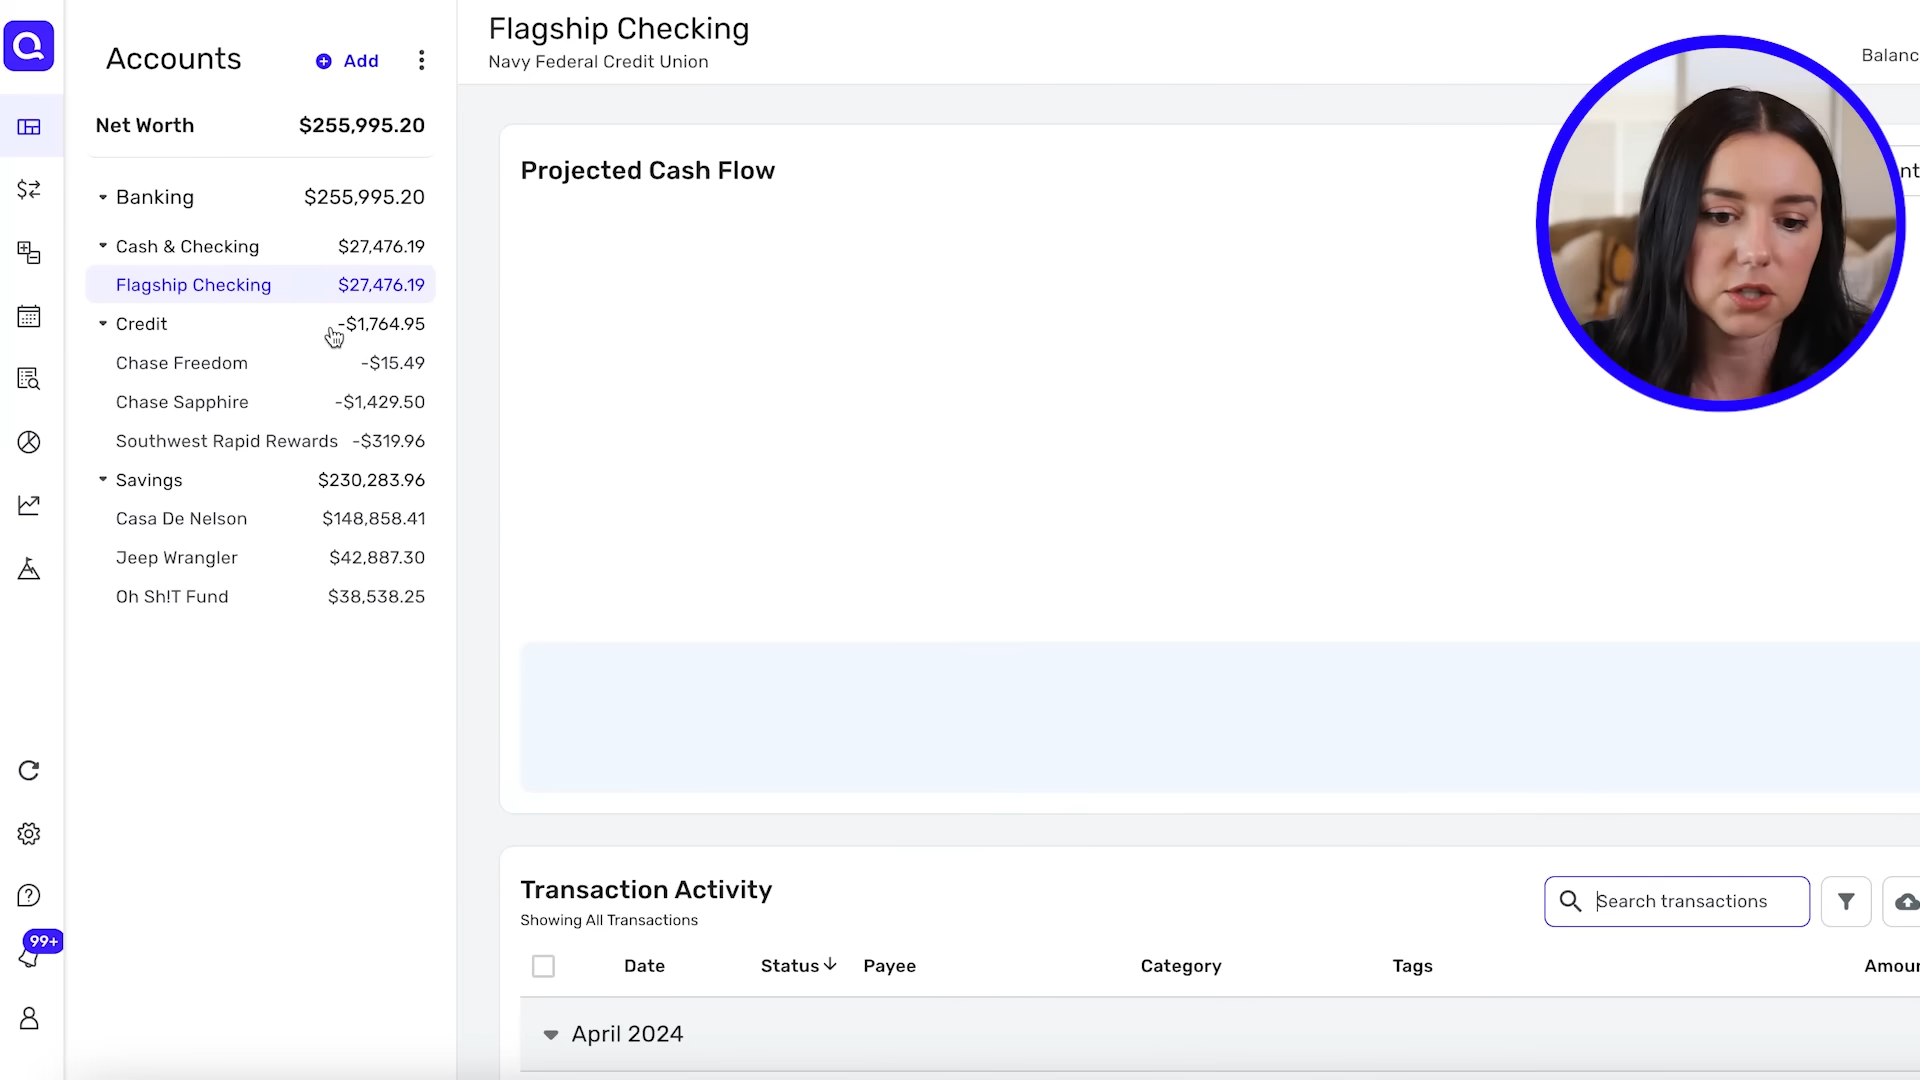 Accounts
Add
Net Worth $255,995.20
Banking $255,995.20
Cash & Checking $27,476.19
Flagship Checking $27,476.19
Credit -$1,764.95
Chase Freedom -$15.49
Chase Sapphire -$1,429.50
Southwest Rapid Rewards -$319.96
Savings $230,283.96
Casa De Nelson $148,858.41
Jeep Wrangler $42,887.30
Oh Sh!T Fund $38,538.25
99+
Flagship Checking
Navy Federal Credit Union
Balanc
Projected Cash Flow
nt
Transaction Activity
Showing All Transactions
Search transactions
Date Status Payee Category Tags Amoun
April 2024